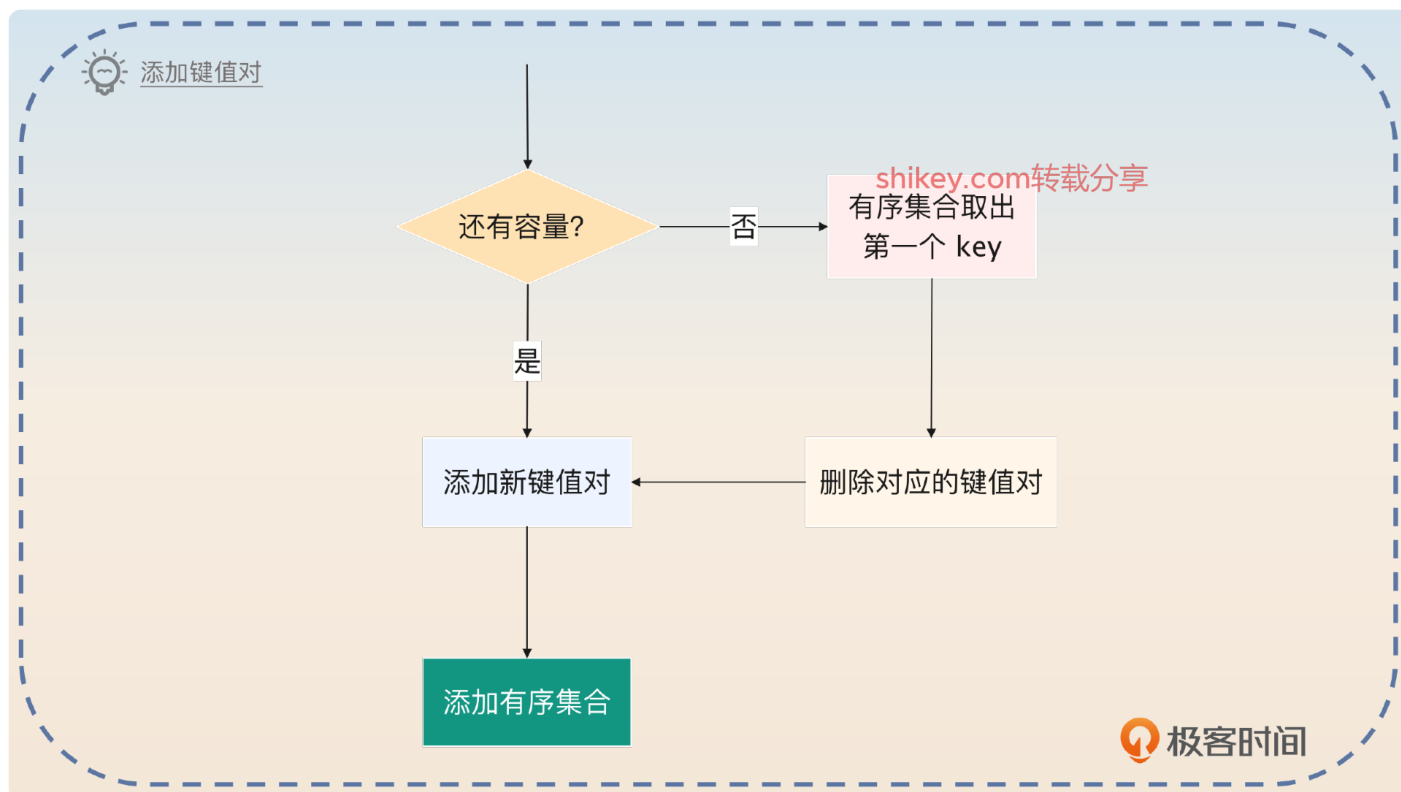 添加键值对
shikey.com转载分享
还有容量?
否
有序集合取出
第一个 key
是
添加新键值对
删除对应的键值对
添加有序集合
极客时间